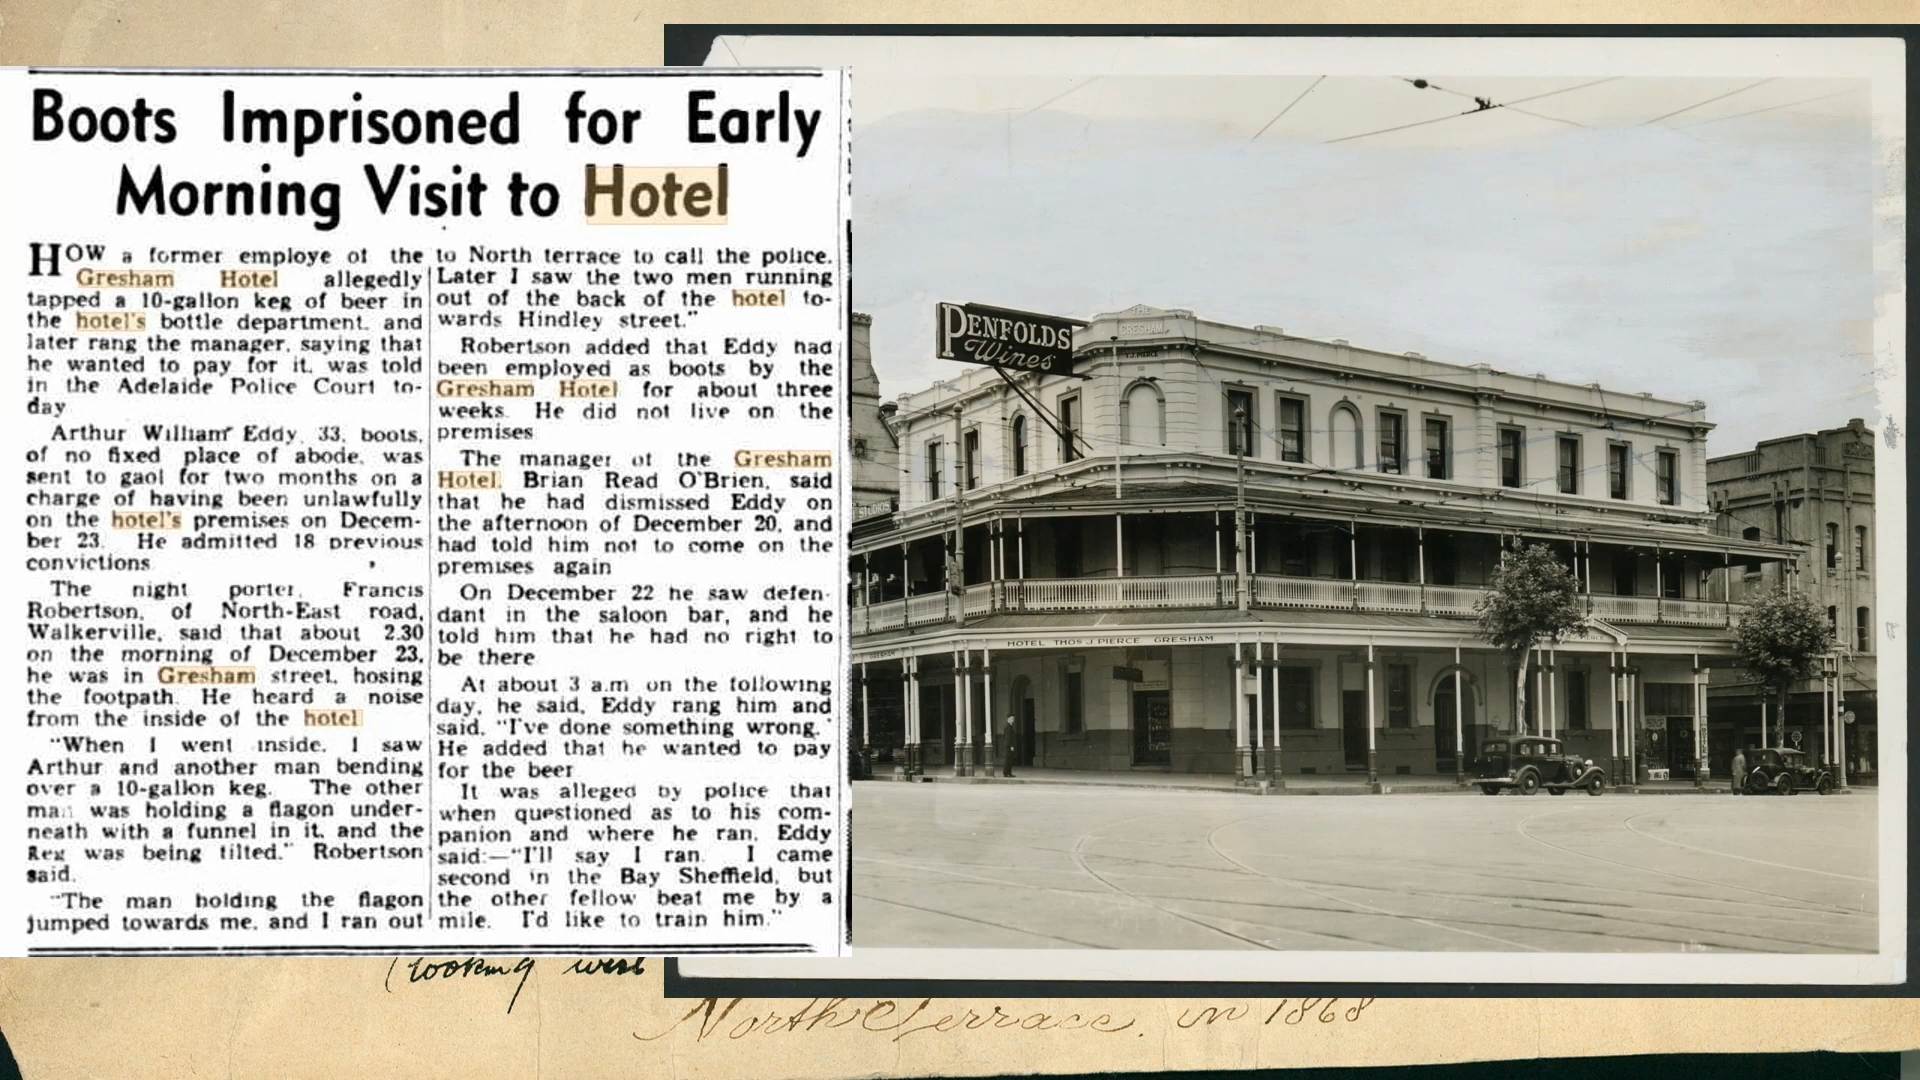 Boots Imprisoned for Early
Morning Visit to Hotel
HOW a former employe of the
Gresham Hotel allegedly
tapped a 10-gallon keg of beer in
the hotel's bottle department, and
later rang the manager, saying that
he wanted to pay for it, was told
in the Adelaide Police Court to-
day
Arthur William Eddy, 33, boots,
of no fixed place of abode, was
sent to gaol for two months on a
charge of having been unlawfully
on the hotel's premises on Decem-
ber 23. He admitted 18 previous
convictions
The night porter, Francis
Robertson, of North-East road,
Walkerville, said that about 2.30
on the morning of December 23,
he was in Gresham street, hosing
the footpath. He heard a noise
from the inside of the hotel
"When I went inside, I saw
Arthur and another man bending
over a 10-gallon keg. The other
man was holding a flagon under-
neath with a funnel in it, and the
keg was being tilted." Robertson
said.
"The man holding the flagon
jumped towards me, and I ran out
to North terrace to call the police.
Later I saw the two men running
out of the back of the hotel to-
wards Hindley street."
Robertson added that Eddy had
been employed as boots by the
Gresham Hotel for about three
weeks. He did not live on the
premises
The manager of the Gresham
Hotel, Brian Read O'Brien, said
that he had dismissed Eddy on
the afternoon of December 20, and
had told him not to come on the
premises again
On December 22 he saw defen-
dant in the saloon bar, and he
told him that he had no right to
be there
At about 3 a.m on the following
day, he said, Eddy rang him and
said, "I've done something wrong."
He added that he wanted to pay
for the beer
It was alleged by police that
when questioned as to his com-
panion and where he ran, Eddy
said:—"I'll say I ran. I came
second in the Bay Sheffield, but
the other fellow beat me by a
mile. I'd like to train him."
PENFOLDS
Wines
THE
GRESHAM
T.J. PIERCE
STUDIOS
HOTEL THOS J PIERCE GRESHAM
GRESHAM
PIERCE
(looking west
North Terrace. in 1868